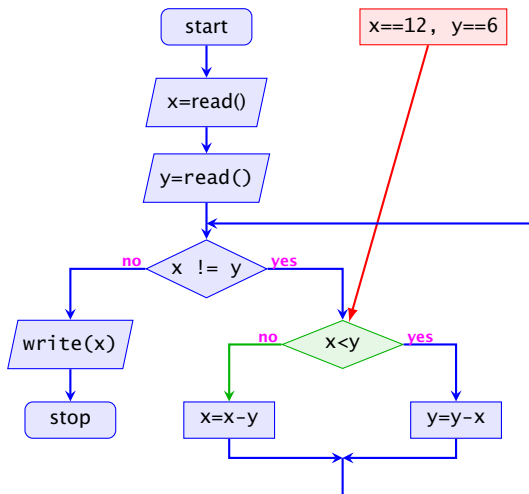 start
x==12, y==6
x=read()
y=read()
no
x != y
yes
write(x)
no
x<y
yes
stop
x=x-y
y=y-x